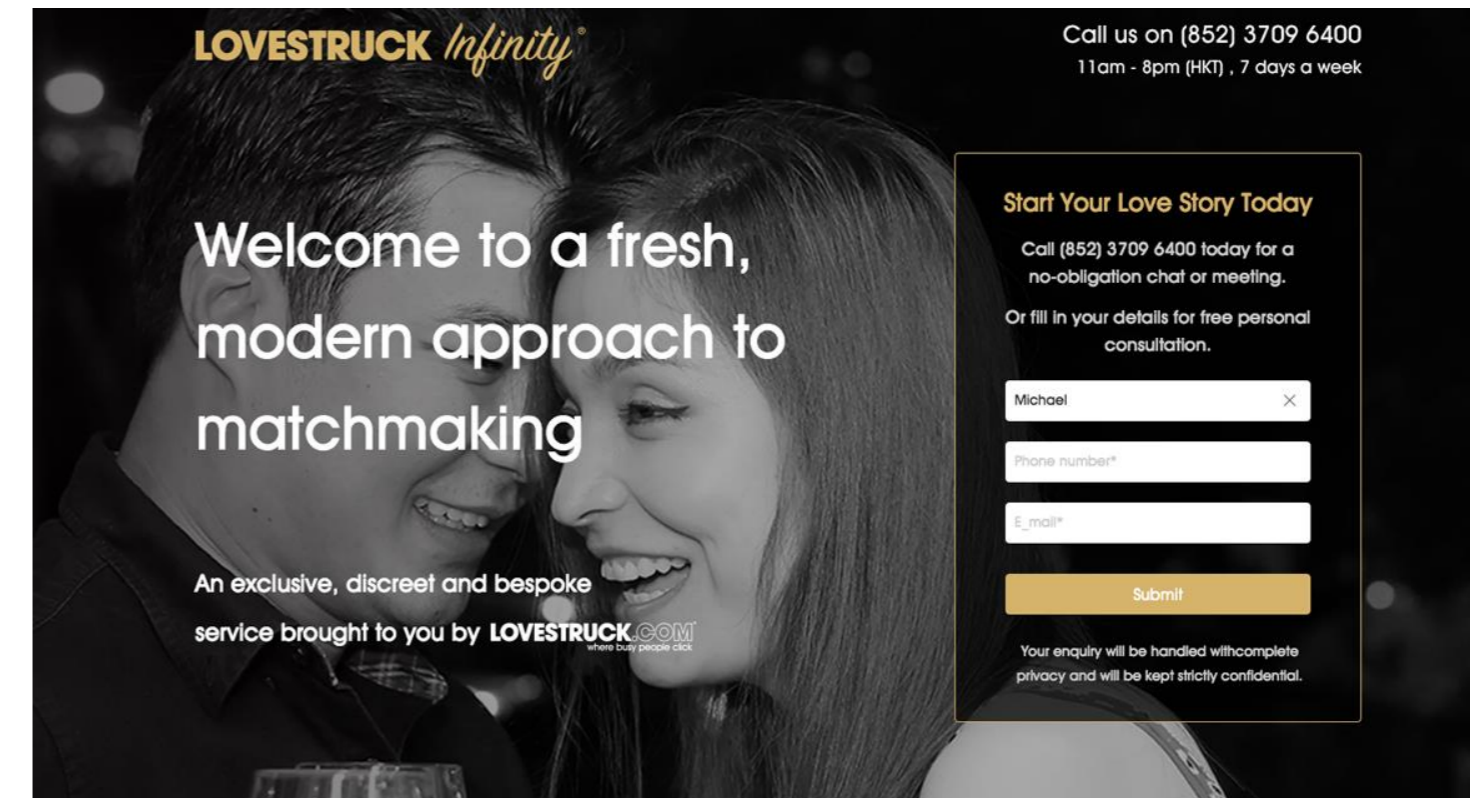 LOVESTRUCK Infinity®
Call us on (852) 3709 6400
11am - 8pm (HKT) , 7 days a week
Welcome to a fresh,
modern approach to
matchmaking
An exclusive, discreet and bespoke
service brought to you by LOVESTRUCK.COM
where busy people click
Start Your Love Story Today
Call (852) 3709 6400 today for a
no-obligation chat or meeting.
Or fill in your details for free personal
consultation.
Michael
Phone number*
E_mail*
Submit
Your enquiry will be handled withcomplete
privacy and will be kept strictly confidential.